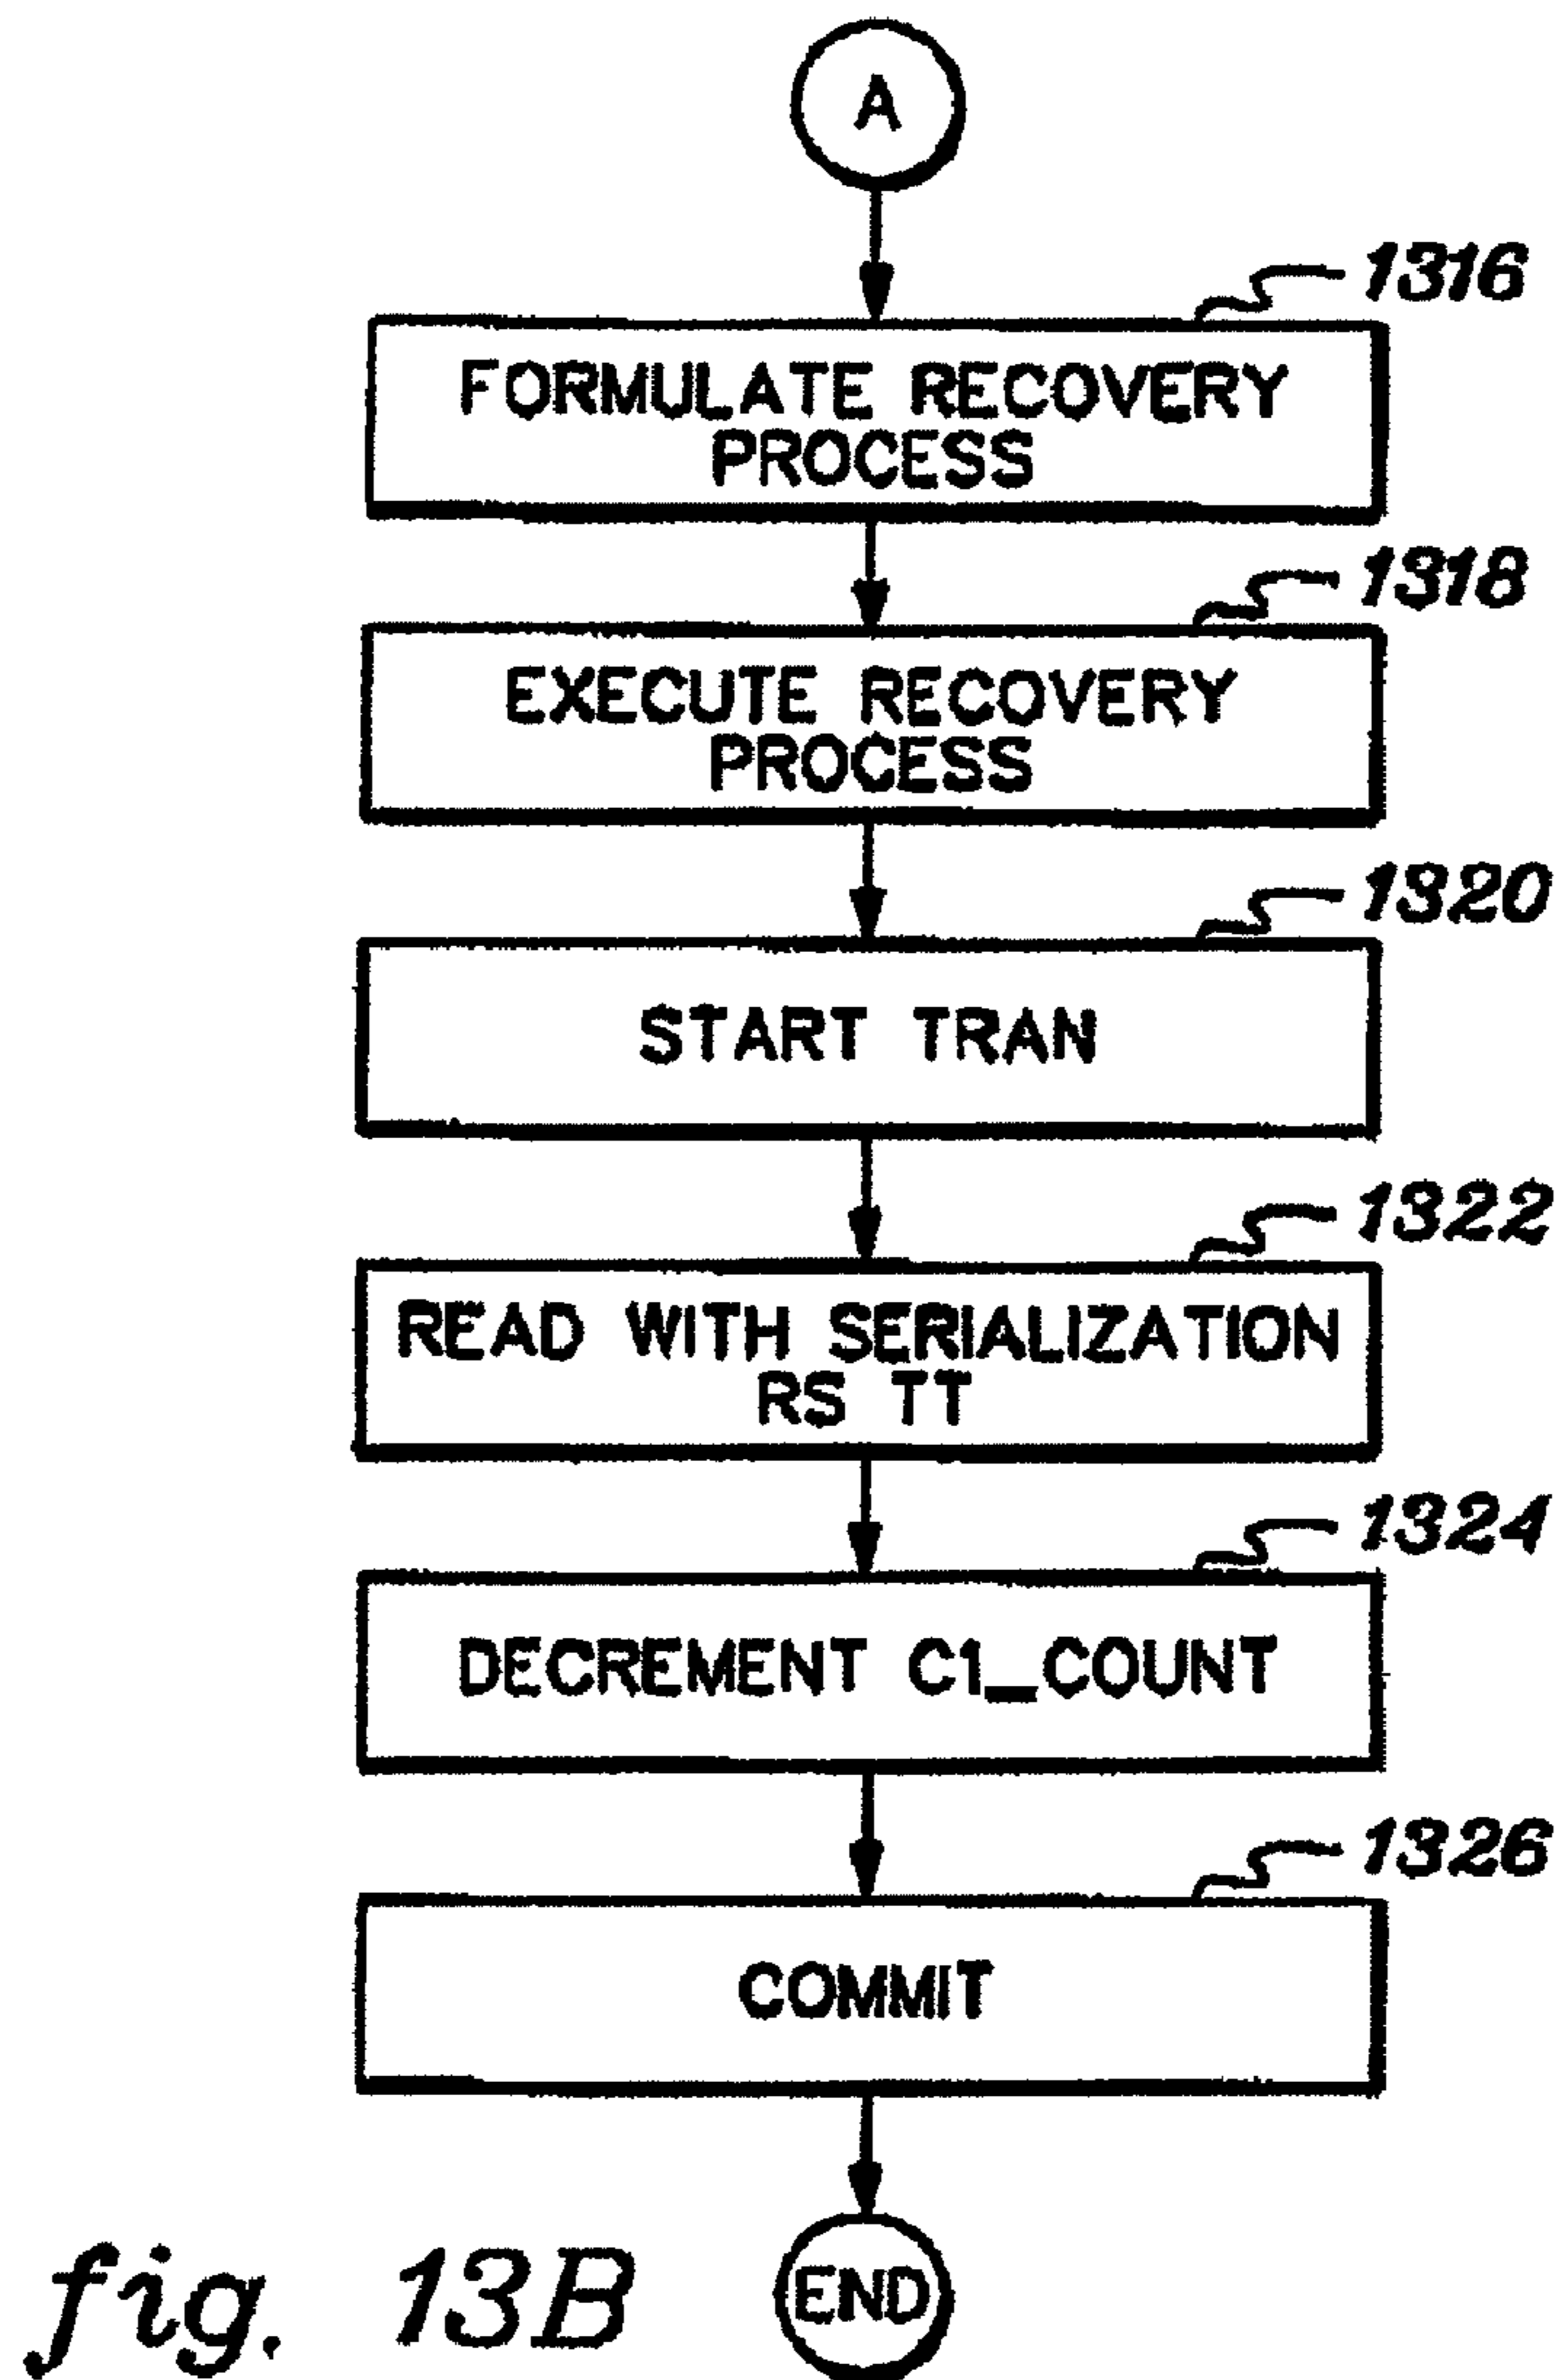 A
1316
FORMULATE RECOVERY
PROCESS
1318
EXECUTE RECOVERY
PROCESS
1320
START TRAN
1322
READ WITH SERIALIZATION
RS TT
1324
DECREMENT C1_COUNT
1326
COMMIT
END
fig. 13B